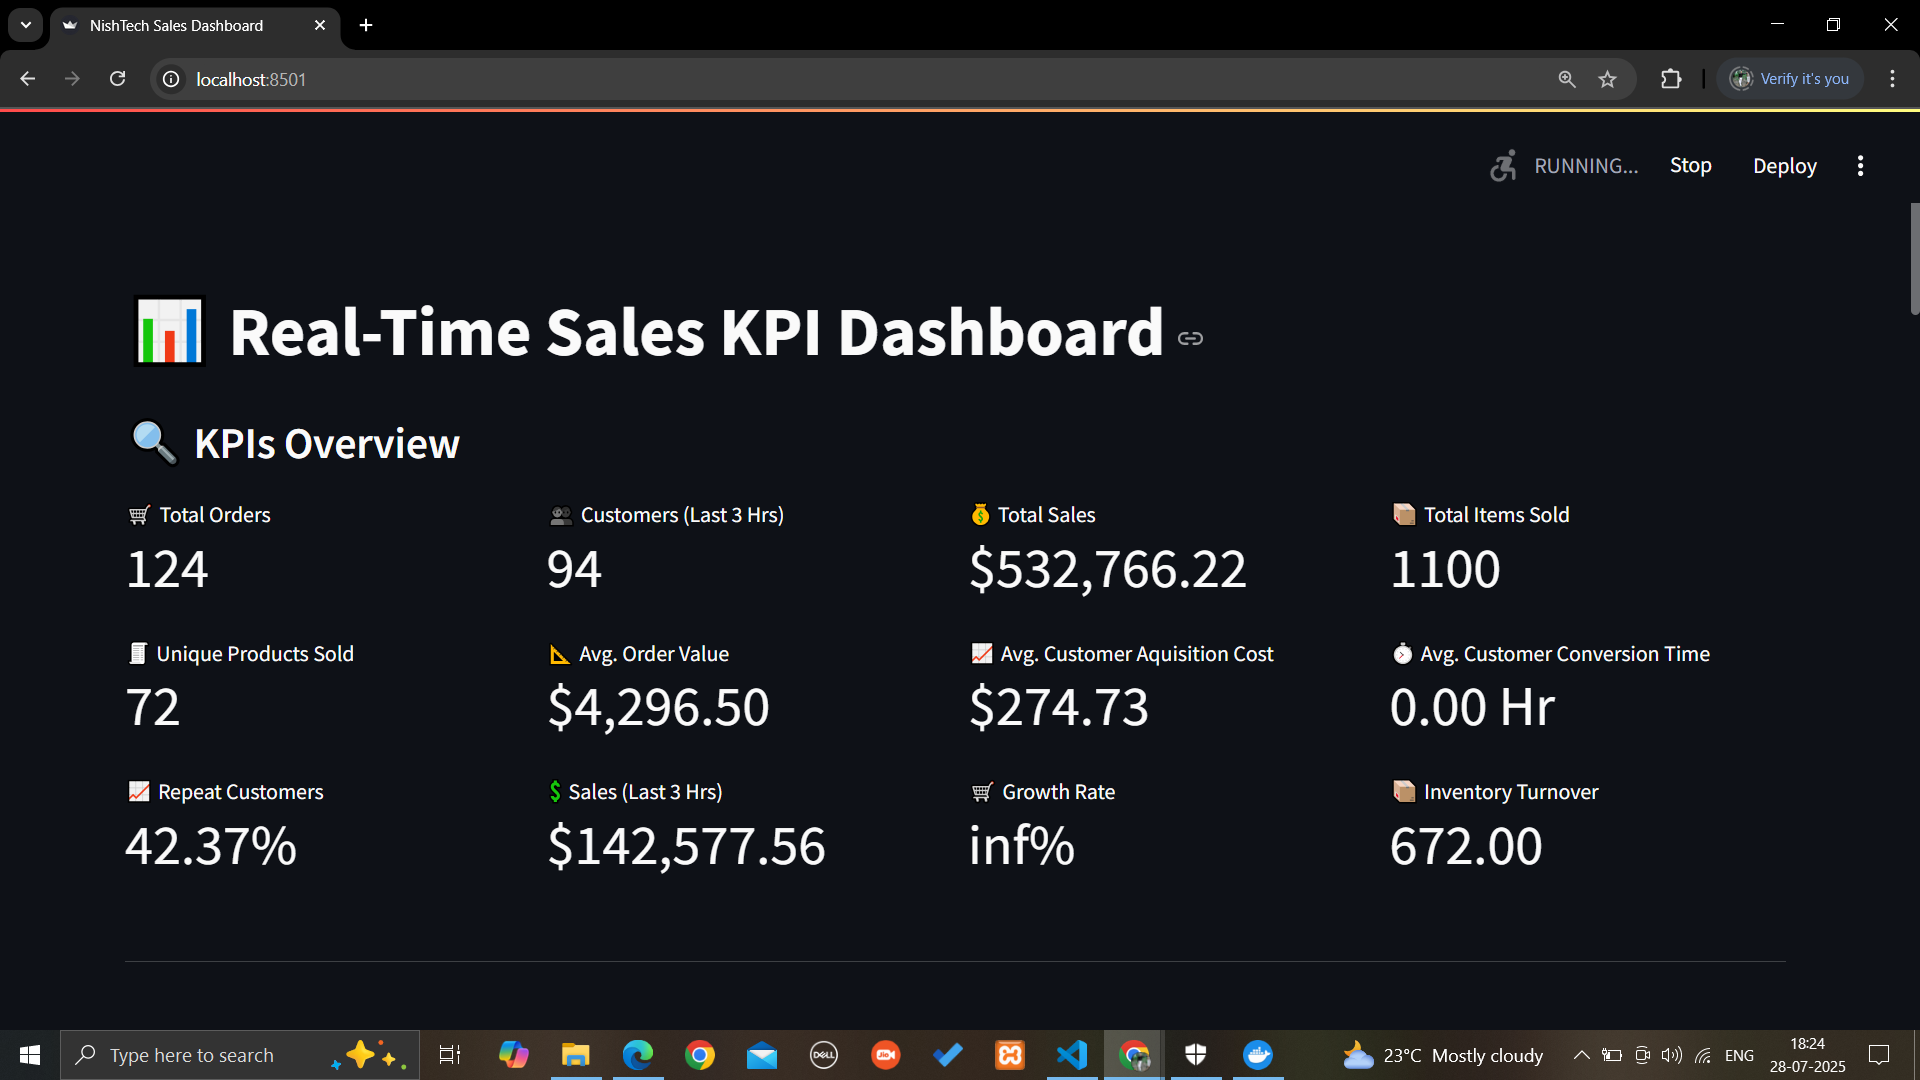 NishTech Sales Dashboard
localhost:8501
Verify it's you
RUNNING...
Stop
Deploy
Real-Time Sales KPI Dashboard
KPIs Overview
Total Orders
124
Customers (Last 3 Hrs)
94
Total Sales
$532,766.22
Total Items Sold
1100
Unique Products Sold
72
Avg. Order Value
$4,296.50
Avg. Customer Aquisition Cost
$274.73
Avg. Customer Conversion Time
0.00 Hr
Repeat Customers
42.37%
Sales (Last 3 Hrs)
$142,577.56
Growth Rate
inf%
Inventory Turnover
672.00
Type here to search
DELL
Jio
23°C Mostly cloudy
ENG
18:24
28-07-2025